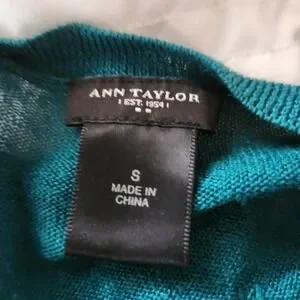 ANN TAYLOR
EST. 1954
S
MADE IN
CHINA